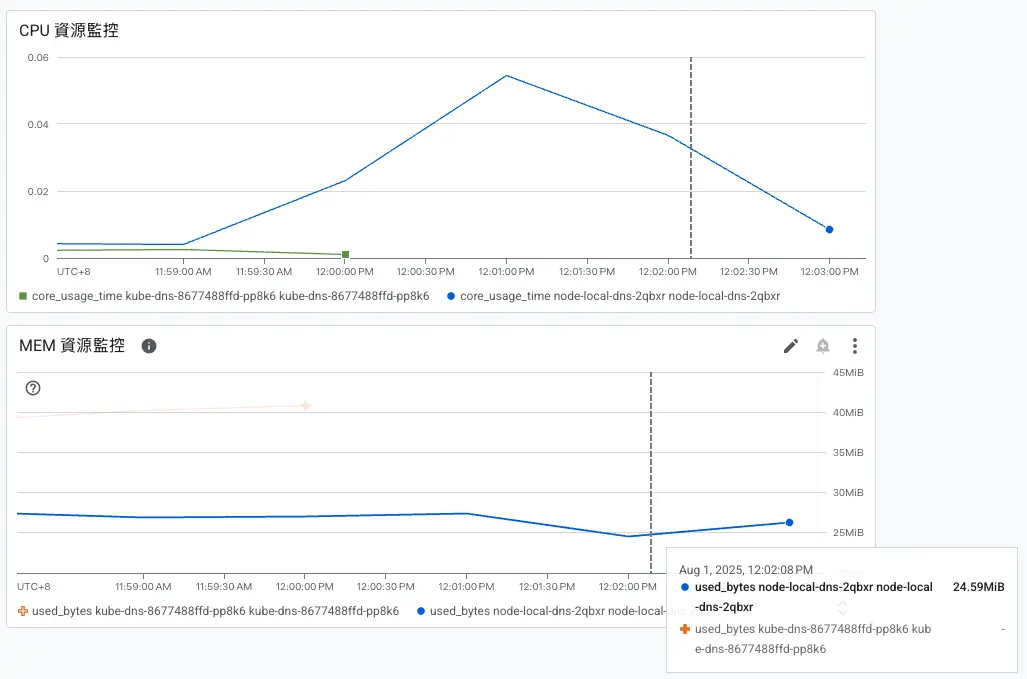 CPU 資源監控
0.06
0.04
0.02
0
UTC+8 11:59:00 AM 11:59:30 AM 12:00:00 PM 12:00:30 PM 12:01:00 PM 12:01:30 PM 12:02:00 PM 12:02:30 PM 12:03:00 PM
core_usage_time kube-dns-8677488ffd-pp8k6 kube-dns-8677488ffd-pp8k6 core_usage_time node-local-dns-2qbxr node-local-dns-2qbxr
MEM 資源監控
45MiB
40MiB
35MiB
30MiB
25MiB
UTC+8 11:59:00 AM 11:59:30 AM 12:00:00 PM 12:00:30 PM 12:01:00 PM 12:01:30 PM 12:02:00 PM
used_bytes kube-dns-8677488ffd-pp8k6 kube-dns-8677488ffd-pp8k6 used_bytes node-local-dns-2qbxr node-local-
Aug 1, 2025, 12:02:08 PM
used_bytes node-local-dns-2qbxr node-local 24.59MiB
-dns-2qbxr
used_bytes kube-dns-8677488ffd-pp8k6 kub -
e-dns-8677488ffd-pp8k6